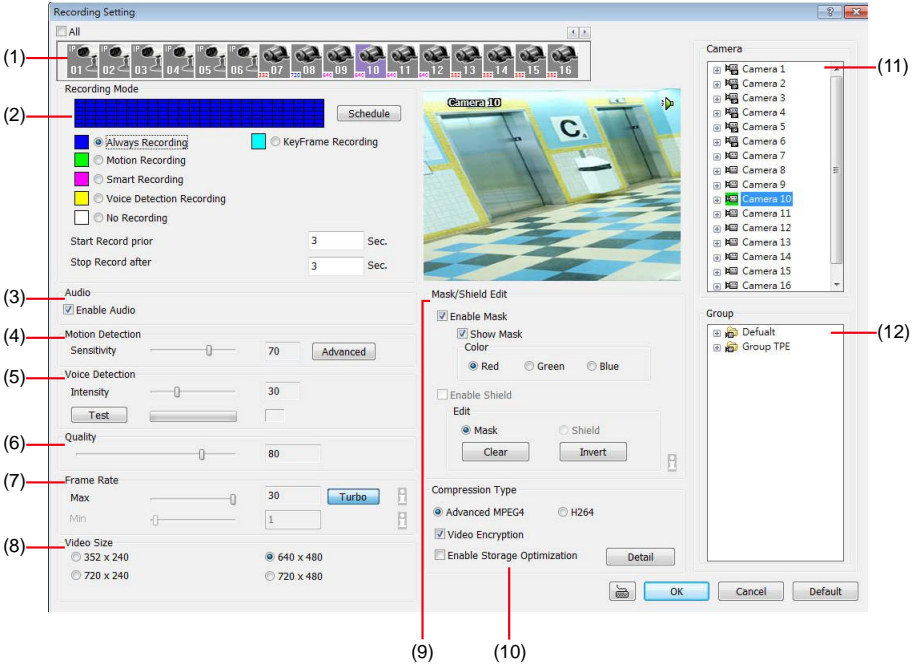 Recording Setting
All
(1)
IP 01 IP 02 IP 03 IP 04 IP 05 IP 06 07 08 09 10 11 12 13 14 15 16
Recording Mode
(2)
Schedule
Always Recording
KeyFrame Recording
Motion Recording
Smart Recording
Voice Detection Recording
No Recording
Start Record prior 3 Sec.
Stop Record after 3 Sec.
Camera 10
C
(3)
Audio
Enable Audio
(4)
Motion Detection
Sensitivity 70 Advanced
(5)
Voice Detection
Intensity 30
Test
(6)
Quality
80
(7)
Frame Rate
Max 30 Turbo
Min 1
(8)
Video Size
352 x 240 640 x 480
720 x 240 720 x 480
Mask/Shield Edit
Enable Mask
Show Mask
Color
Red Green Blue
Enable Shield
Edit
Mask Shield
Clear Invert
Compression Type
Advanced MPEG4 H264
Video Encryption
Enable Storage Optimization Detail
(9)
(10)
Camera
(11)
Camera 1
Camera 2
Camera 3
Camera 4
Camera 5
Camera 6
Camera 7
Camera 8
Camera 9
Camera 10
Camera 11
Camera 12
Camera 13
Camera 14
Camera 15
Camera 16
Group
(12)
Defualt
Group TPE
OK Cancel Default